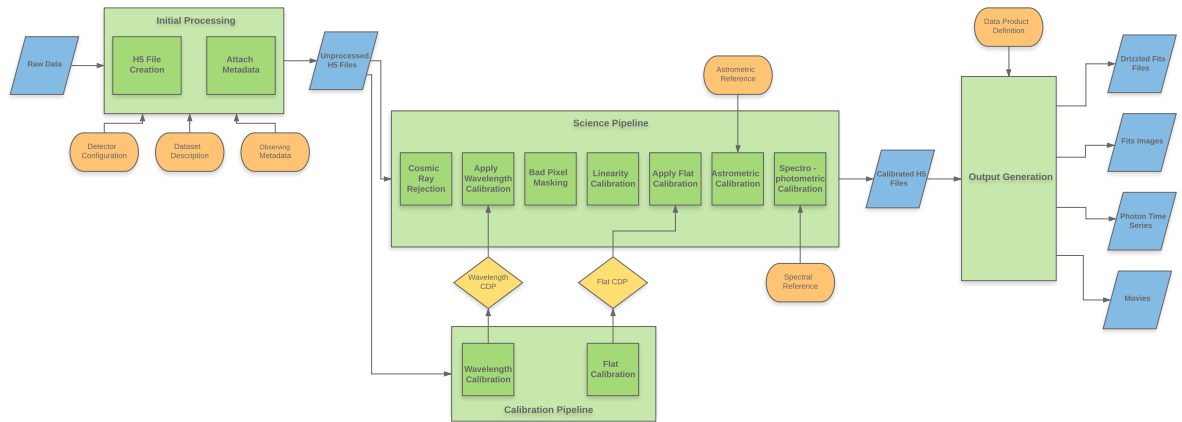 Raw Data
Initial Processing
H5 File
Creation
Attach
Metadata
Detector
Configuration
Dataset
Description
Observing
Metadata
Unprocessed
H5 Files
Science Pipeline
Cosmic
Ray
Rejection
Apply
Wavelength
Calibration
Bad Pixel
Masking
Linearity
Calibration
Apply Flat
Calibration
Astrometric
Calibration
Spectro -
photometric
Calibration
Astrometric
Reference
Wavelength
CDP
Flat CDP
Spectral
Reference
Wavelength
Calibration
Flat
Calibration
Calibration Pipeline
Calibrated H5
Files
Data Product
Definition
Output Generation
Drizzled Fits
Files
Fits Images
Photon Time
Series
Movies